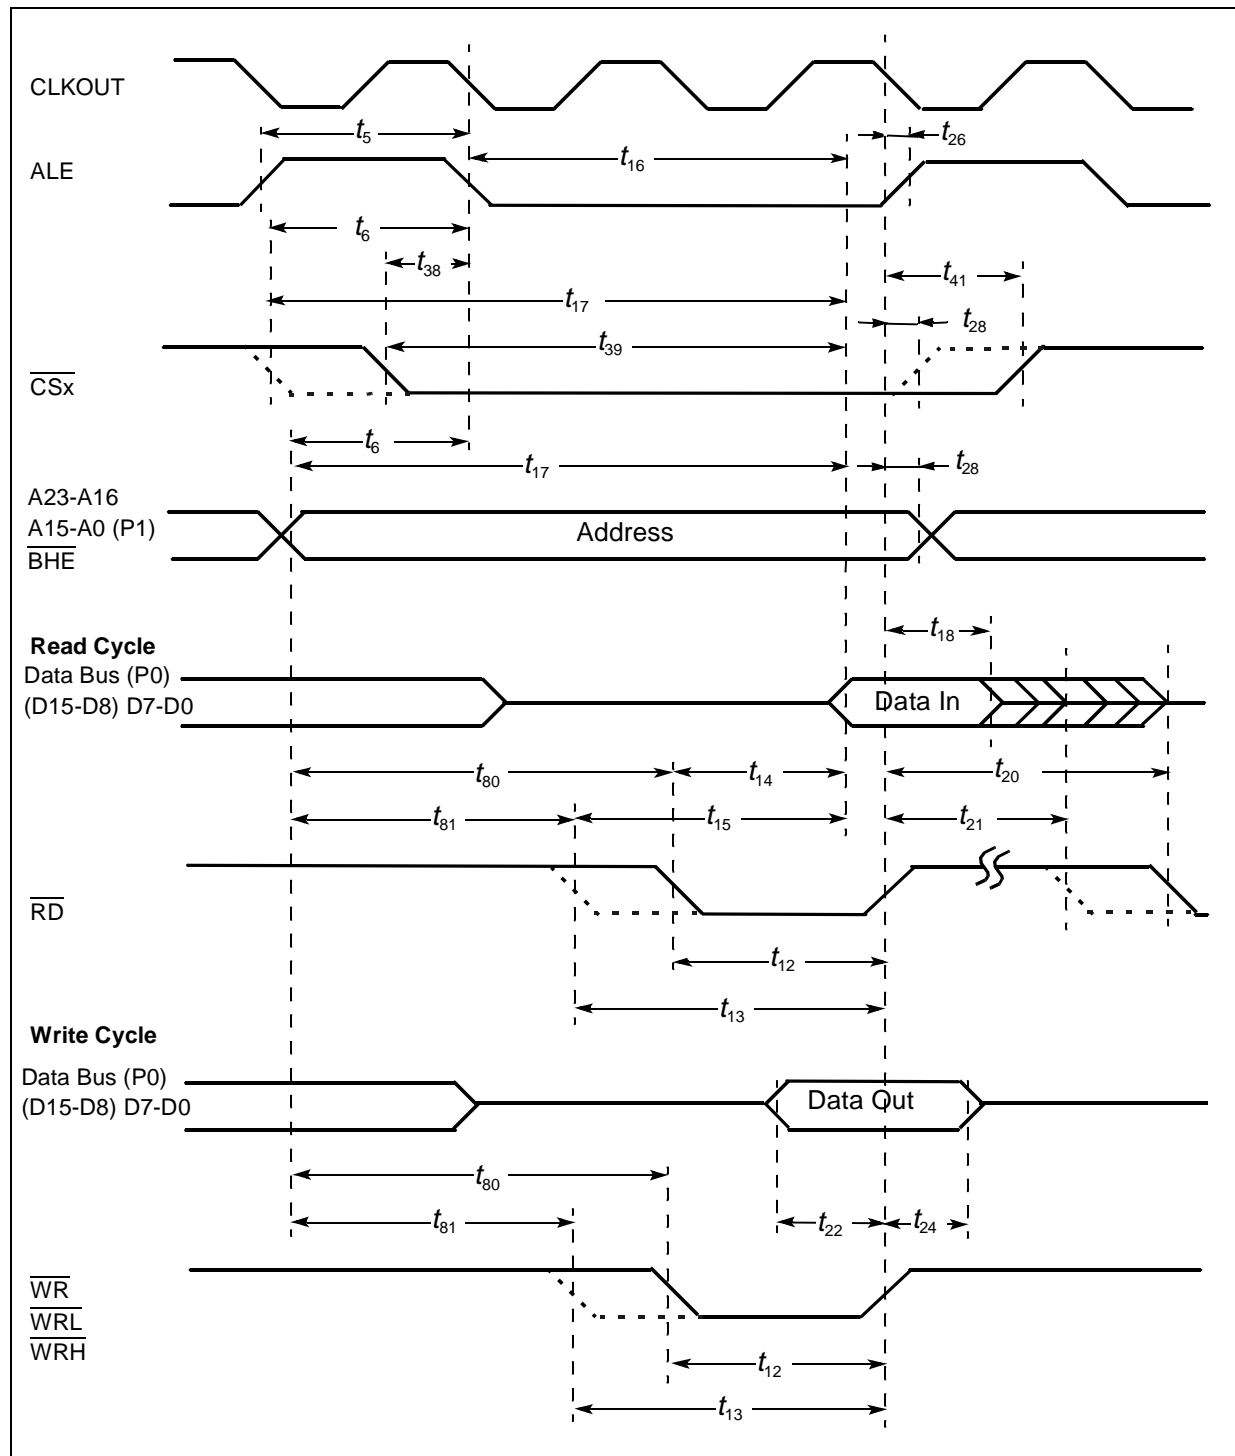 CLKOUT
t5
t26
t16
ALE
t6
t38
t41
t17
t28
t39
CSx
t6
t17
t28
A23-A16
A15-A0 (P1)
Address
BHE
t18
Read Cycle
Data Bus (P0)
(D15-D8) D7-D0
Data In
t80
t14
t20
t81
t15
t21
RD
t12
t13
Write Cycle
Data Bus (P0)
(D15-D8) D7-D0
Data Out
t80
t81
t22
t24
WR
WRL
WRH
t12
t13